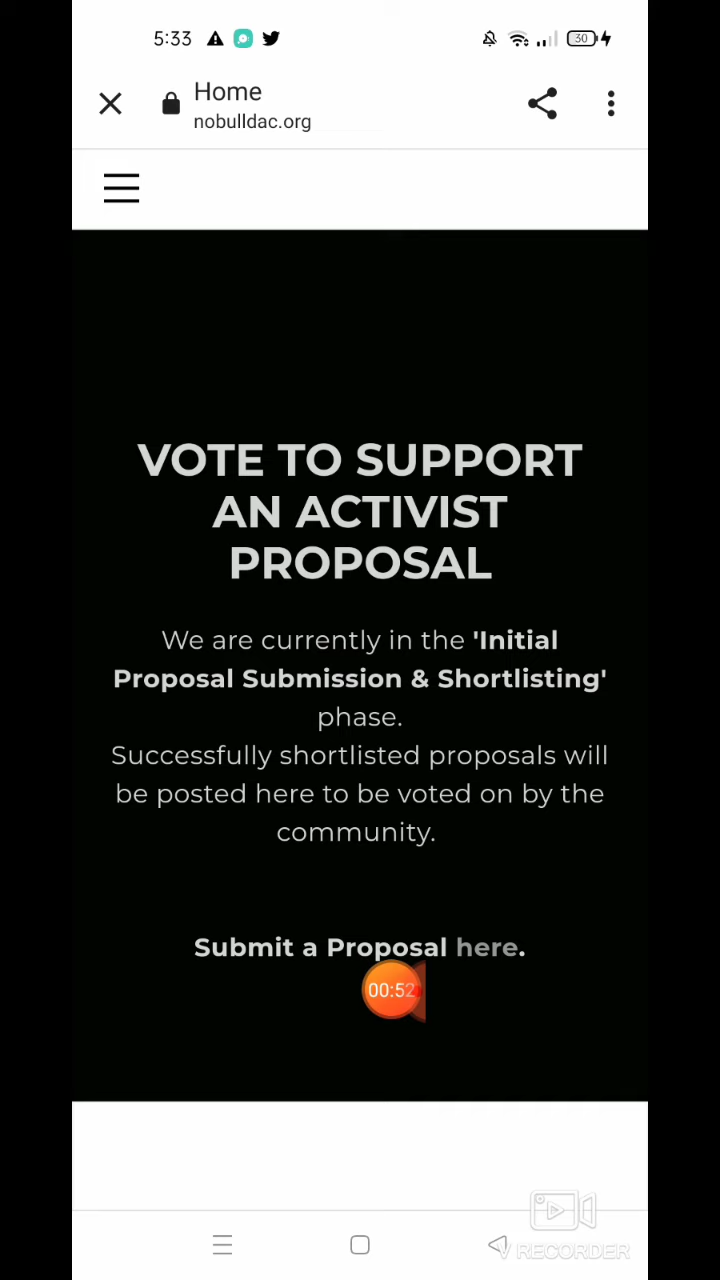 5:33
30
Home
nobulldac.org
VOTE TO SUPPORT
AN ACTIVIST
PROPOSAL
We are currently in the 'Initial
Proposal Submission & Shortlisting'
phase.
Successfully shortlisted proposals will
be posted here to be voted on by the
community.
Submit a Proposal here.
00:52
V RECORDER